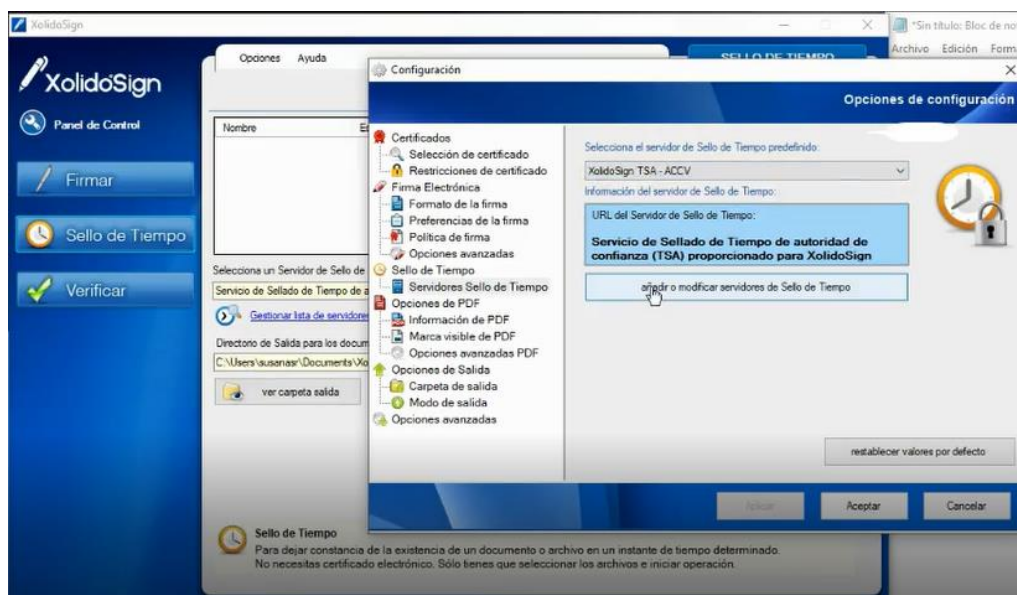 XolidoSign
*Sin título: Bloc de no
Archivo Edición Form
XolidoSign
Panel de Control
Firmar
Sello de Tiempo
Verificar
Opciones Ayuda
SELLO DE TIEMPO
Nombre
Selecciona un Servidor de Sello de
Servicio de Sellado de Tiempo de a
Gestionar lista de servidore
Directorio de Salida para los docum
C:\Users\susanasr\Documents\Xo
ver carpeta salida
Configuración
Opciones de configuración
Certificados
Selección de certificado
Restricciones de certificado
Firma Electrónica
Formato de la firma
Preferencias de la firma
Política de firma
Opciones avanzadas
Sello de Tiempo
Servidores Sello de Tiempo
Opciones de PDF
Información de PDF
Marca visible de PDF
Opciones avanzadas PDF
Opciones de Salida
Carpeta de salida
Modo de salida
Opciones avanzadas
Selecciona el servidor de Sello de Tiempo predefinido:
XolidoSign TSA - ACCV
Información del servidor de Sello de Tiempo:
URL del Servidor de Sello de Tiempo:
Servicio de Sellado de Tiempo de autoridad de
confianza (TSA) proporcionado para XolidoSign
añadir o modificar servidores de Sello de Tiempo
restablecer valores por defecto
Aplicar
Aceptar
Cancelar
Sello de Tiempo
Para dejar constancia de la existencia de un documento o archivo en un instante de tiempo determinado.
No necesitas certificado electrónico. Sólo tienes que seleccionar los archivos e iniciar operación.